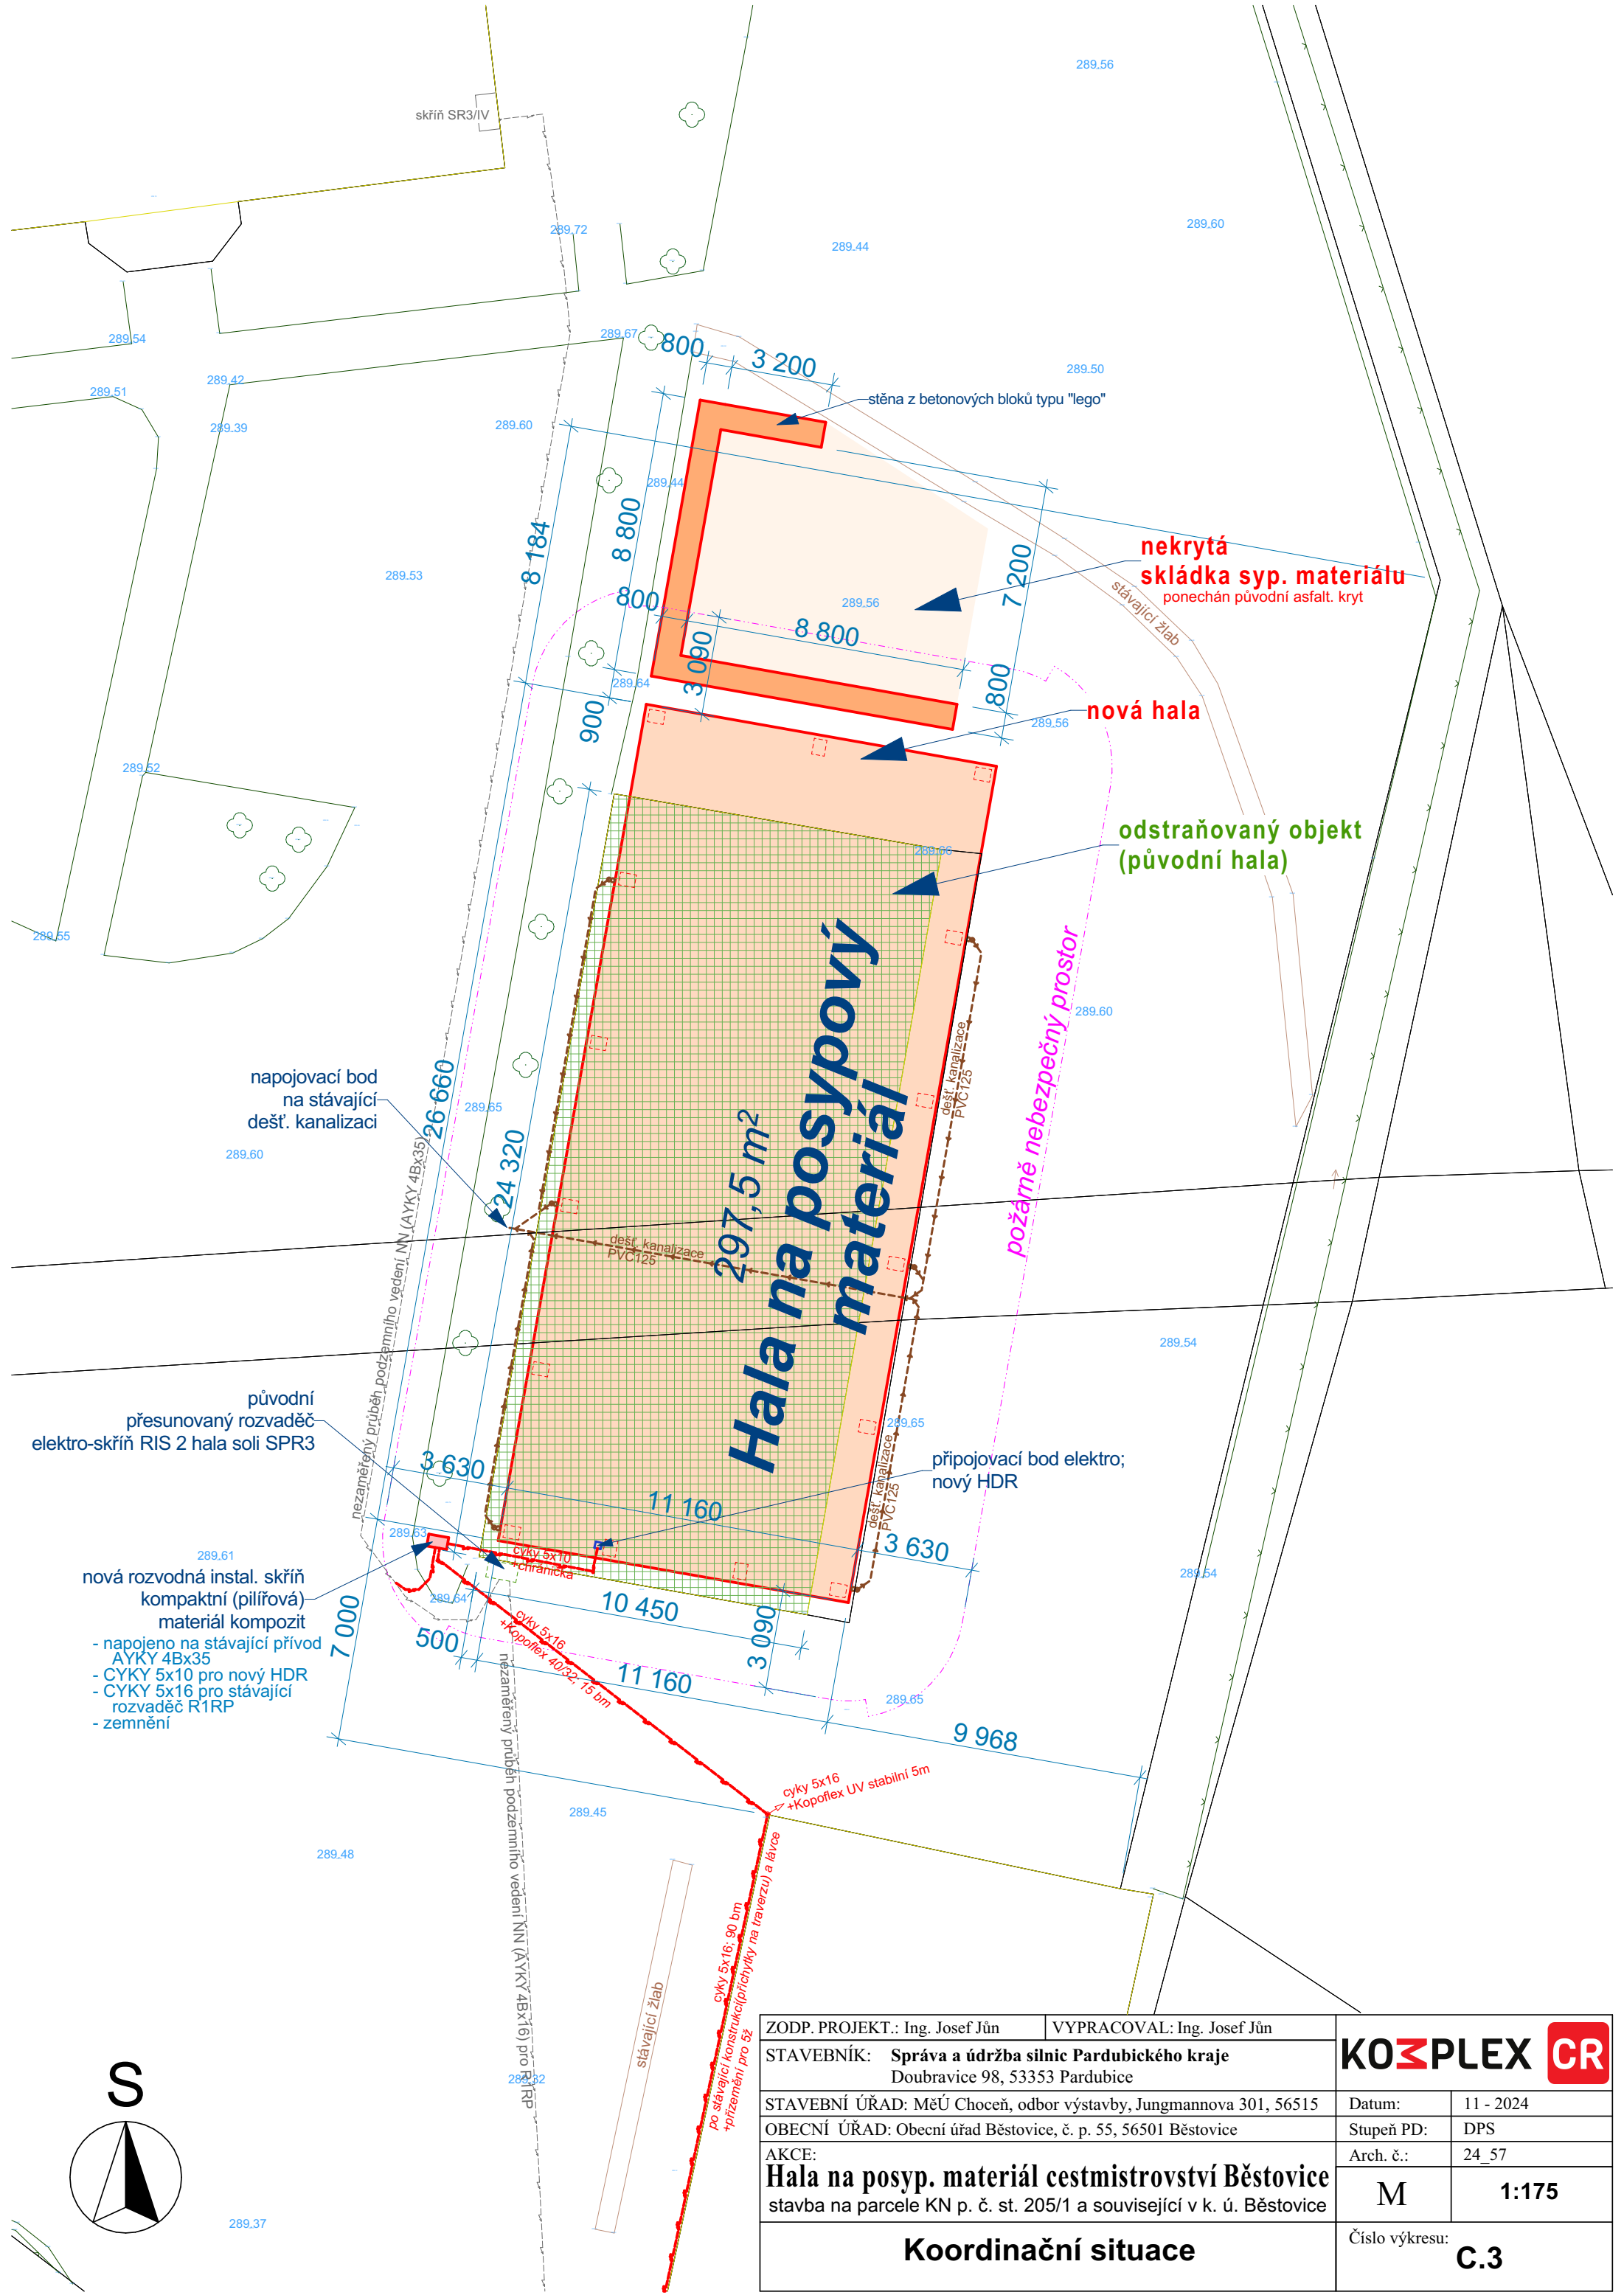 289.56
skříň SR3/IV
289.72
289.44
289.60
289.54
289.67
800
3 200
289.50
289.51
289.42
stěna z betonových bloků typu "lego"
289.39
289.60
289.44
8 184
8 800
nekrytá
skládka syp. materiálu
ponechán původní asfalt. kryt
289.53
7 200
800
289.56
stávající žlab
8 800
3 090
289.64
800
900
nová hala
289.56
289.52
odstraňovaný objekt
(původní hala)
289.66
289.55
požárně nebezpečný prostor
289.60
Hala na posypový
materiál
297,5 m²
dešť. kanalizace
PVC125
napojovací bod
na stávající
dešť. kanalizaci
26 660
289.65
24 320
289.60
nezaměřený průběh podzemního vedení NN (AYKY 4Bx35)
dešť. kanalizace
PVC125
289.54
původní
přesunovaný rozvaděč
elektro-skříň RIS 2 hala soli SPR3
289.65
dešť. kanalizace
PVC125
připojovací bod elektro;
nový HDR
3 630
11 160
3 630
289.63
289.61
cyky 5x10
+chránička
289.54
nová rozvodná instal. skříň
kompaktní (pilířová)
materiál kompozit
- napojeno na stávající přívod
AYKY 4Bx35
- CYKY 5x10 pro nový HDR
- CYKY 5x16 pro stávající
rozvaděč R1RP
- zemnění
289.64
10 450
7 000
500
3 090
cyky 5x16
+Kopoflex 40/32; 15 bm
11 160
289.65
9 968
nezaměřený průběh podzemního vedení NN (AYKY 4Bx16) pro R1RP
cyky 5x16
+Kopoflex UV stabilní 5m
289.45
289.48
cyky 5x16; 90 bm
po stávající konstrukci(příchytky na traverzu) a lávce
+přizemění pro 5ž
stávající žlab
289.32
S
289.37
ZODP. PROJEKT.: Ing. Josef Jůn
VYPRACOVAL: Ing. Josef Jůn
KOMPLEX CR
STAVEBNÍK: Správa a údržba silnic Pardubického kraje
Doubravice 98, 53353 Pardubice
STAVEBNÍ ÚŘAD: MěÚ Choceň, odbor výstavby, Jungmannova 301, 56515
Datum: 11 - 2024
OBECNÍ ÚŘAD: Obecní úřad Běstovice, č. p. 55, 56501 Běstovice
Stupeň PD: DPS
AKCE:
Arch. č.: 24_57
Hala na posyp. materiál cestmistrovství Běstovice
stavba na parcele KN p. č. st. 205/1 a související v k. ú. Běstovice
M 1:175
Koordinační situace
Číslo výkresu:
C.3